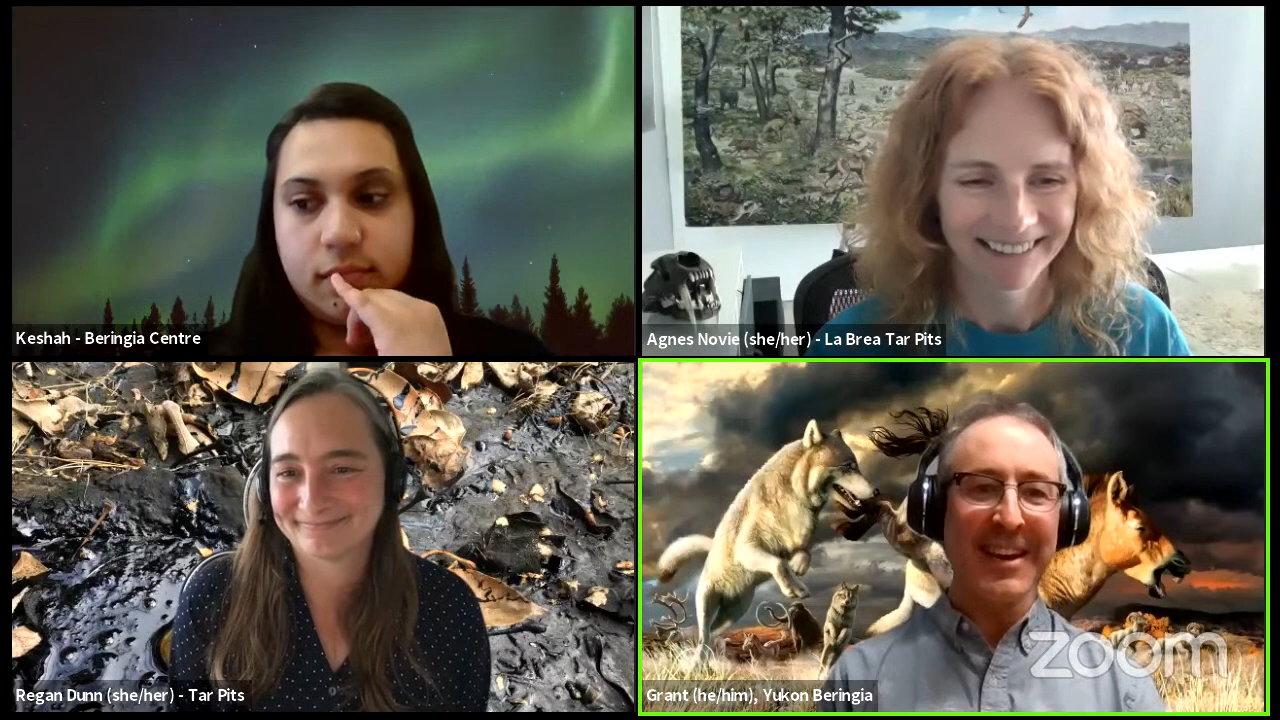 Keshah - Beringia Centre
Agnes Novie (she/her) - La Brea Tar Pits
Regan Dunn (she/her) - Tar Pits
Grant (he/him), Yukon Beringia
zoom